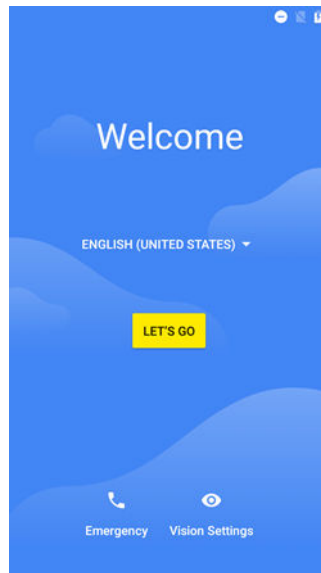 Welcome
ENGLISH (UNITED STATES)
LET'S GO
Emergency Vision Settings